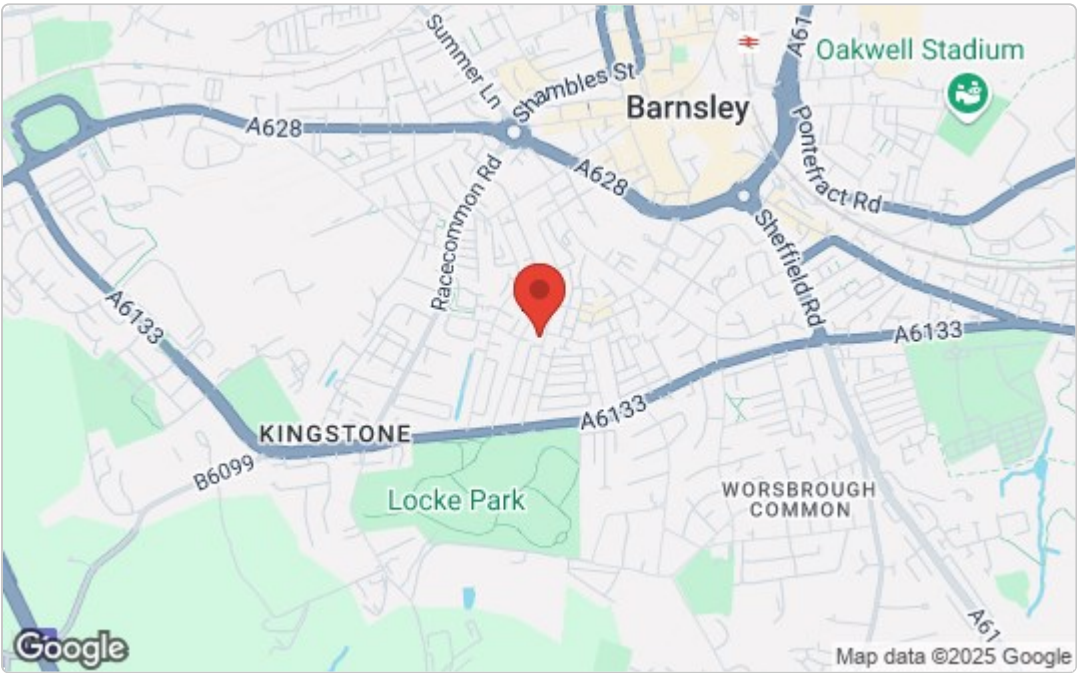 Summer Ln
Shambles St
A61
Oakwell Stadium
Barnsley
A628
A628
Pontefract Rd
Racecommon Rd
Sheffield Rd
A6133
A6133
A6133
KINGSTONE
B6099
Locke Park
WORSBROUGH
COMMON
A61
Google
Map data ©2025 Google